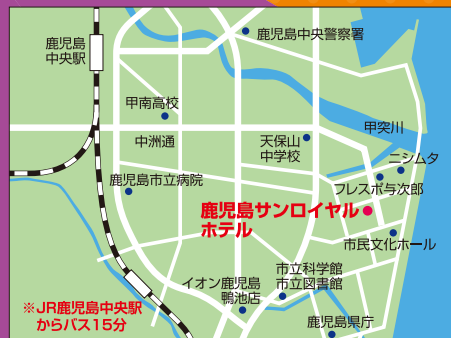 鹿児島
中央駅
鹿児島中央警察署
甲南高校
中洲通
天保山
中学校
甲突川
ニシムタ
鹿児島市立病院
フレスポ与次郎
鹿児島サンロイヤル
ホテル
市民文化ホール
市立科学館
市立図書館
イオン鹿児島
鴨池店
※JR鹿児島中央駅
からバス15分
鹿児島県庁